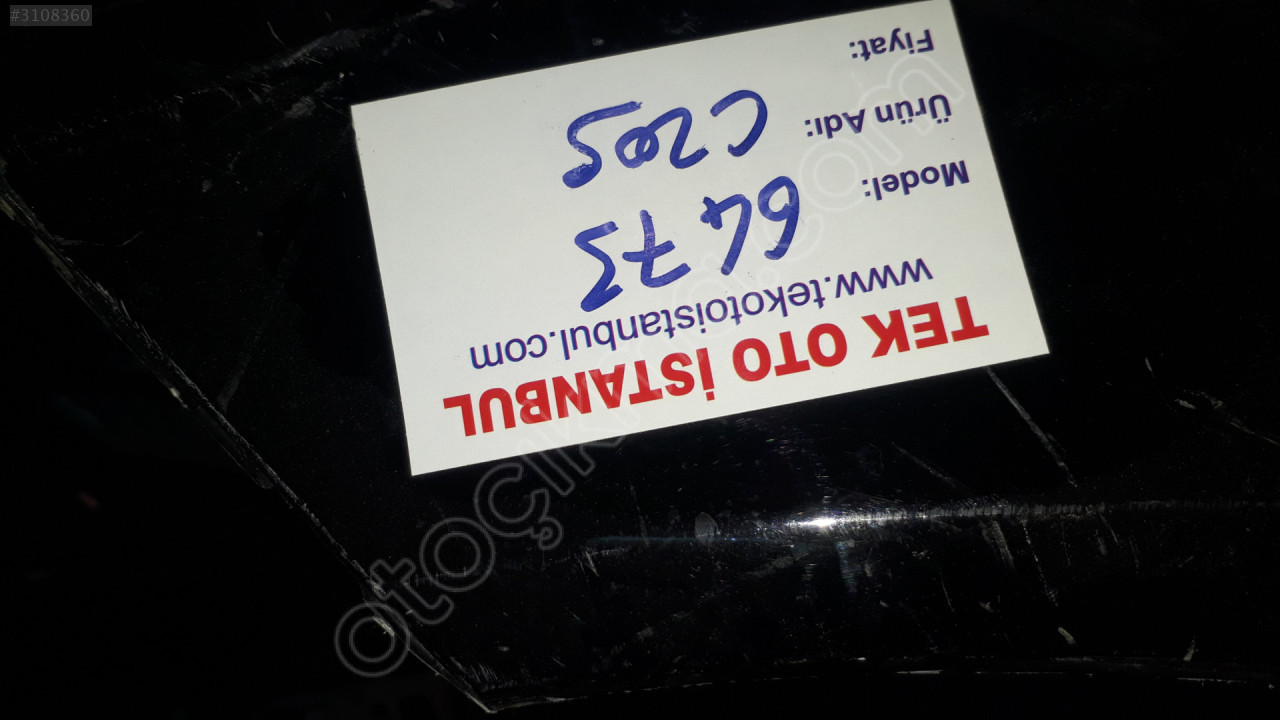 #3108360
TEK OTO İSTANBUL
www.tekotoistanbul.com
Model: 6473
Ürün Adı: C205
Fiyat:
otoçıkma.com